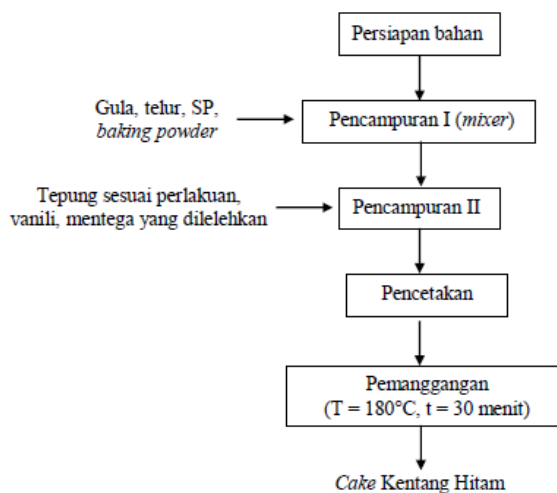 Persiapan bahan
Gula, telur, SP,
baking powder
Pencampuran I (mixer)
Tepung sesuai perlakuan,
vanili, mentega yang dilelehkan
Pencampuran II
Pencetakan
Pemanggangan
(T = 180°C, t = 30 menit)
Cake Kentang Hitam